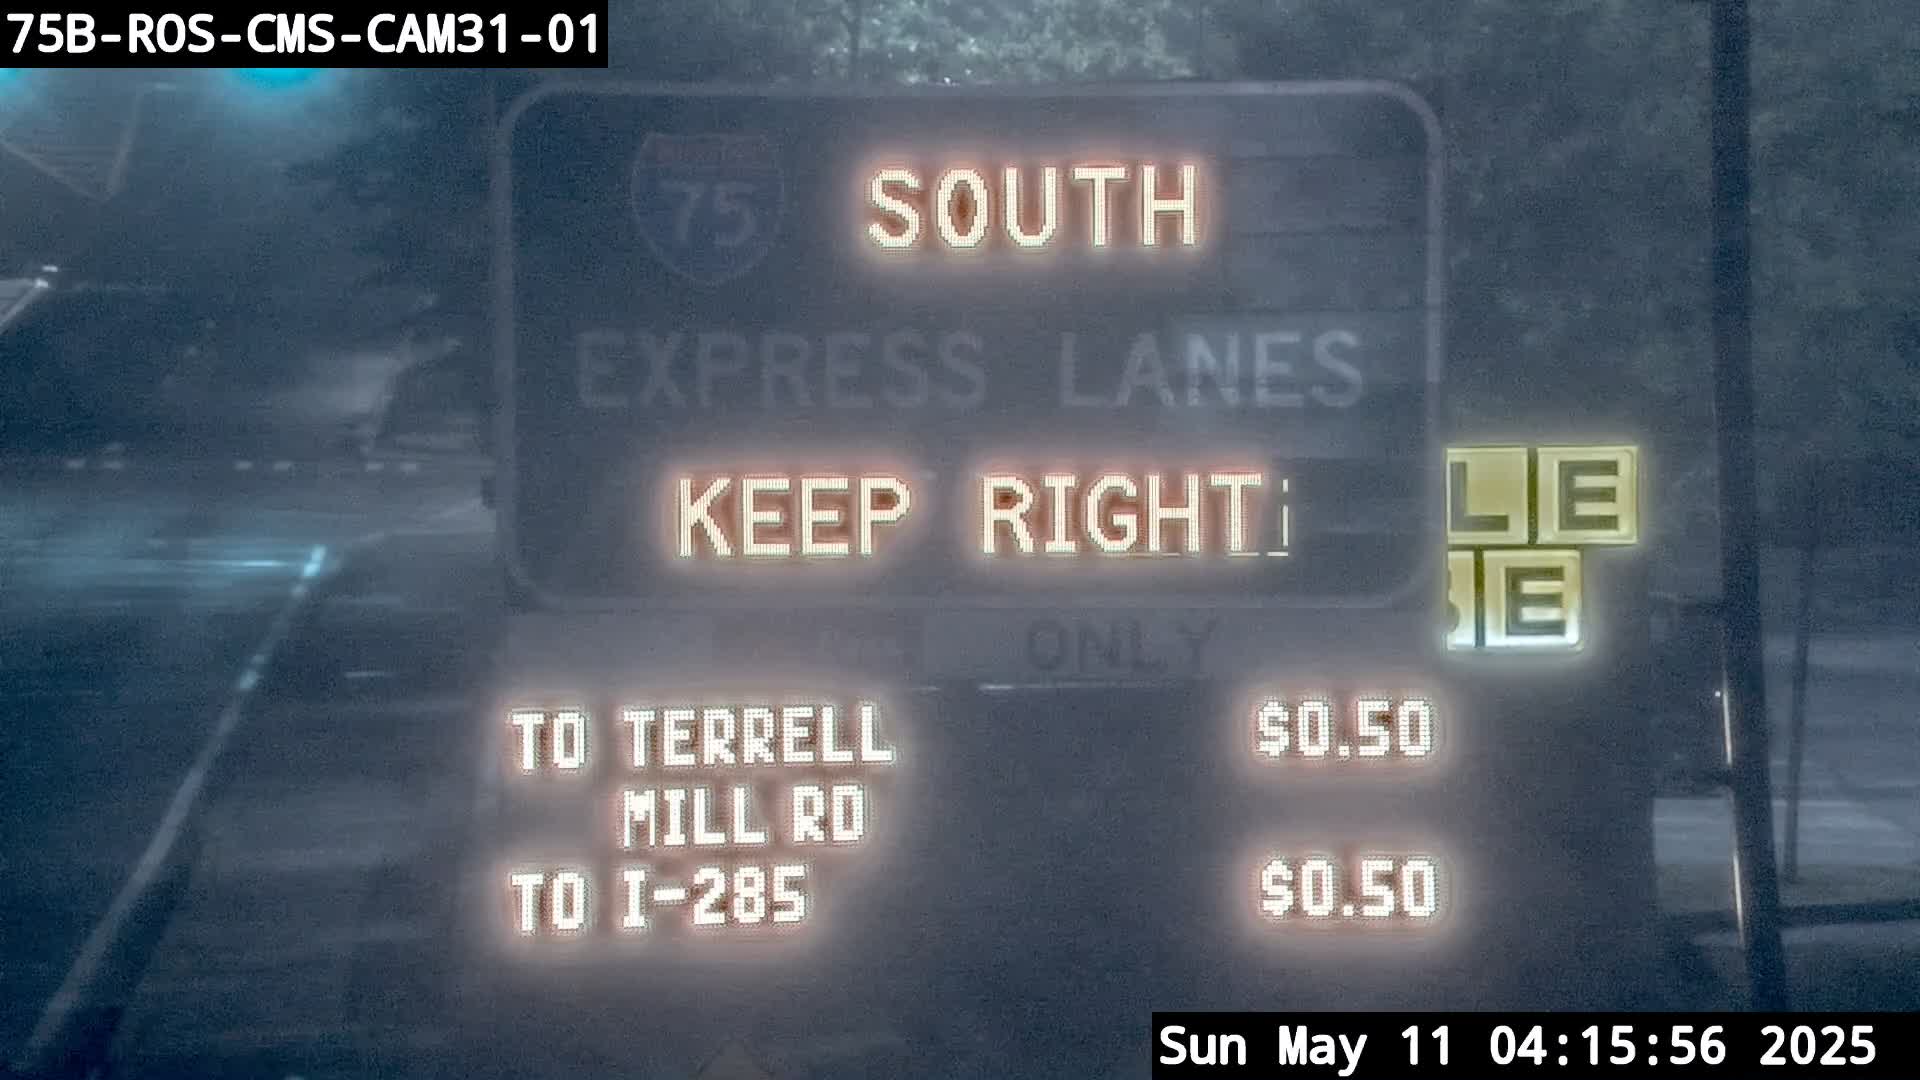 75B-ROS-CMS-CAM31-01
75 SOUTH
EXPRESS LANES
KEEP RIGHT
LE
E
ONLY
TO TERRELL $0.50
MILL RD
TO I-285 $0.50
Sun May 11 04:15:56 2025